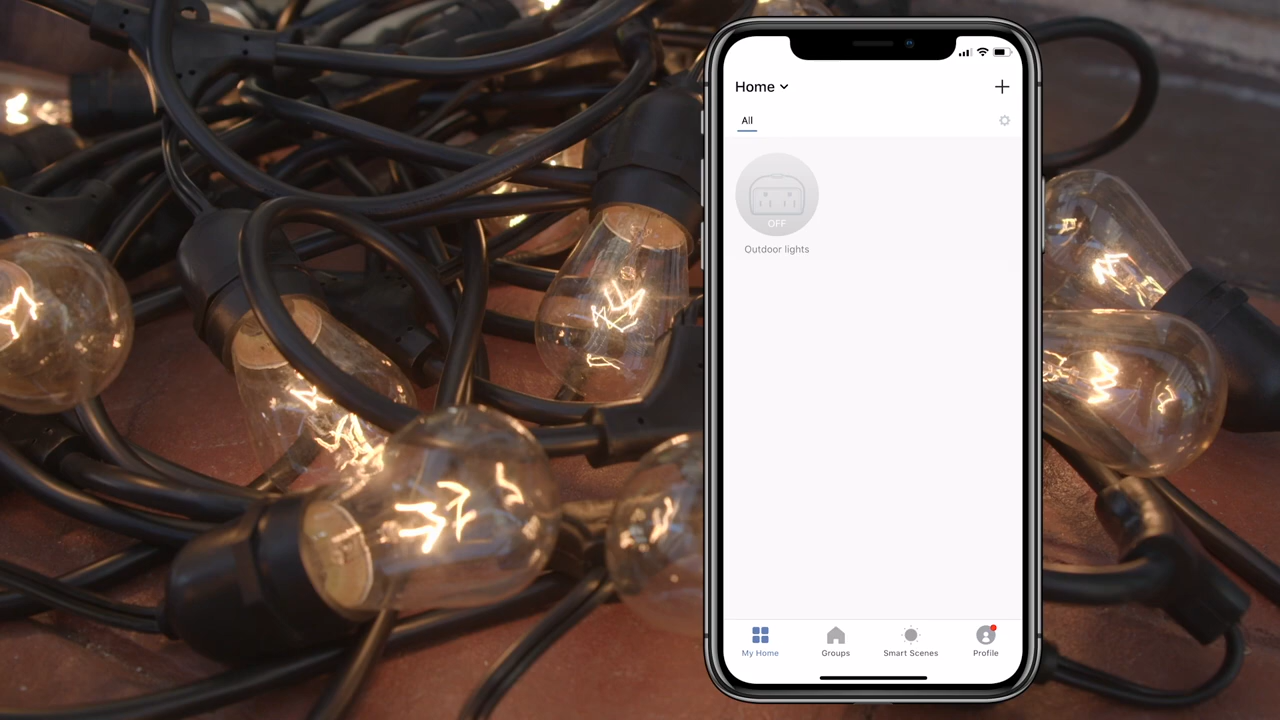 Home
All
OFF
Outdoor lights
My Home
Groups
Smart Scenes
Profile